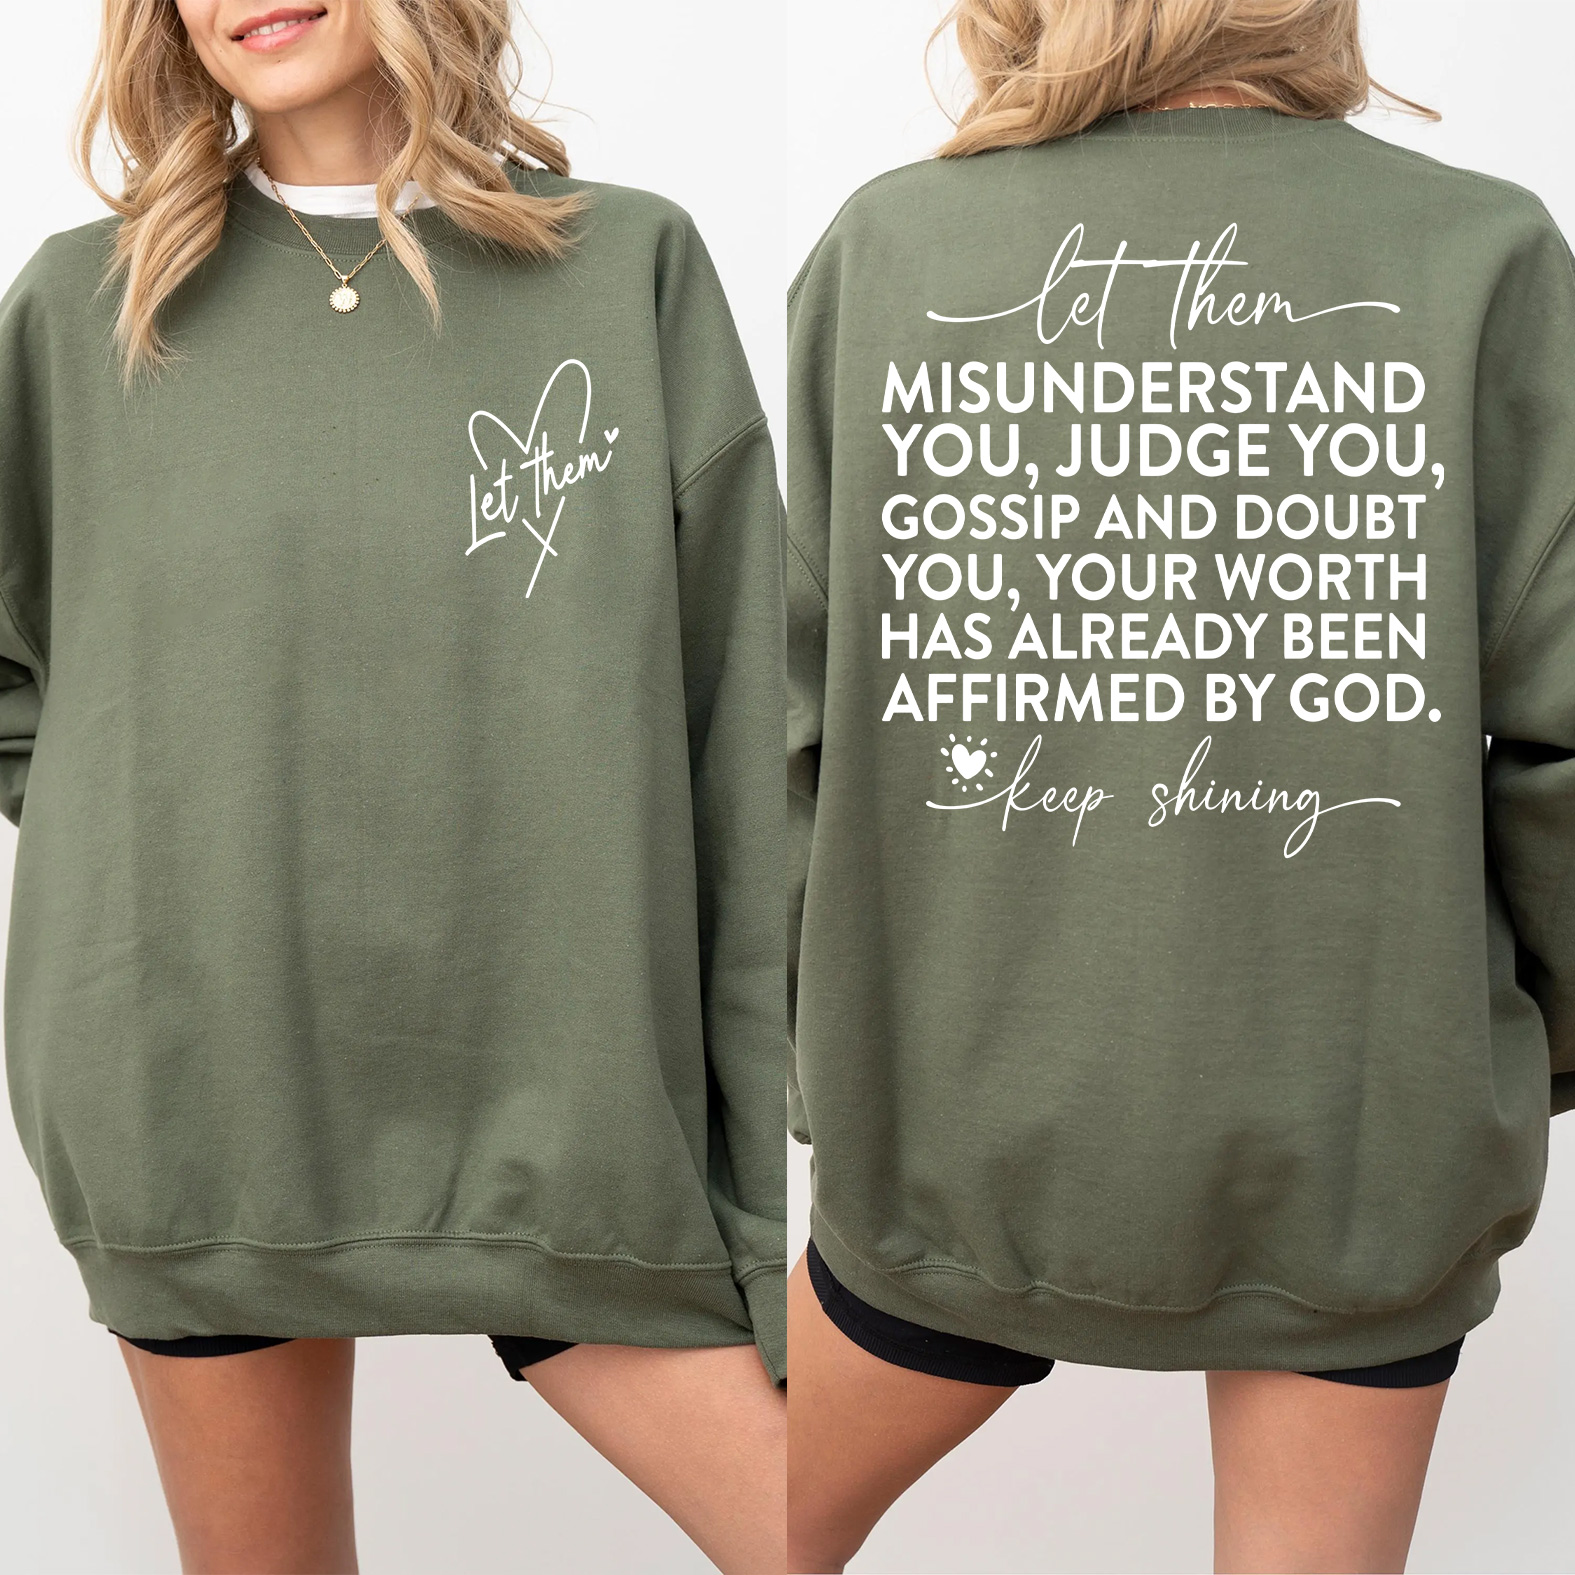 Let them
let them
MISUNDERSTAND
YOU, JUDGE YOU,
GOSSIP AND DOUBT
YOU, YOUR WORTH
HAS ALREADY BEEN
AFFIRMED BY GOD.
keep shining